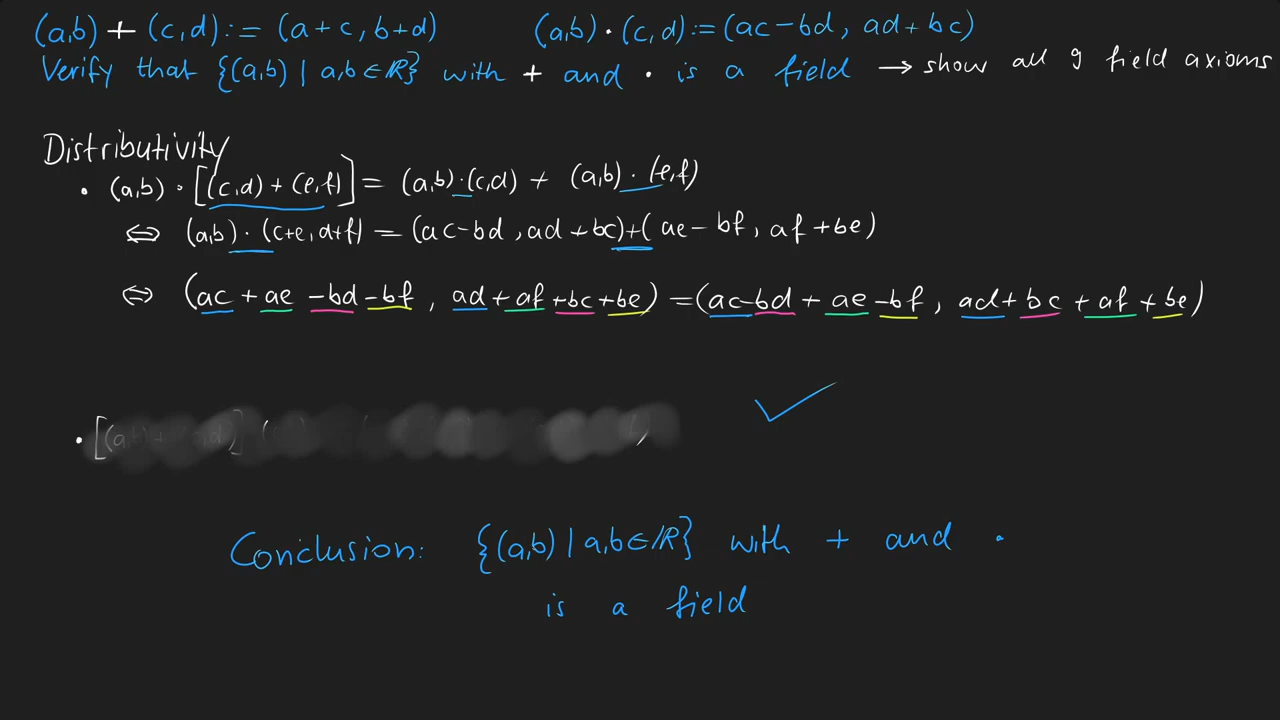 (a,b) + (c,d) := (a+c, b+d) (a,b) · (c,d) := (ac-bd, ad+bc)
Verify that {(a,b) | a,b∈ℝ} with + and · is a field → show all 9 field axioms
Distributivity
• (a,b) · [(c,d) + (e,f)] = (a,b) · (c,d) + (a,b) · (e,f)
⇔ (a,b) · (c+e, d+f) = (ac-bd, ad+bc) + (ae-bf, af+be)
⇔ (ac+ae-bd-bf, ad+af+bc+be) = (ac-bd+ae-bf, ad+bc+af+be)
• [(a,b)+ ,d)] ✓
Conclusion: {(a,b) | a,b∈ℝ} with + and ·
is a field